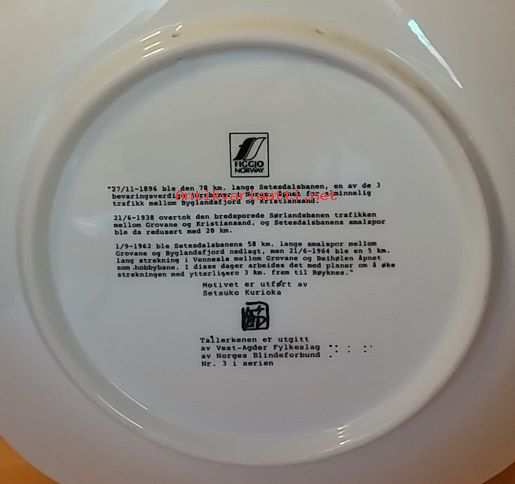 FIGGJO
NORWAY
"27/11-1896 ble den 78 km. lange Setesdalsbanen, en av de 3
bevaringsverdige
for alminnelig
trafikk mellom Byglandsfjord og Kristiansand.
21/6-1938 overtok den bredsporede Sørlandsbanen trafikken
mellom Grovane og Kristiansand, og Setesdalsbanens smalspor
ble da redusert med 20 km.
1/9-1962 ble Setesdalsbanens 58 km. lange smalspor mellom
Grovane og Byglandsfjord nedlagt, men 21/6-1964 ble en 5 km.
lang strekning i Vennesla mellom Grovane og Beihølen åpnet
som hobbybane. I disse dager arbeides det med planer om å øke
strekningen med ytterligere 3 km. frem til Røyknes."
Motivet er utført av
Setsuko Kurioka
Tallerkenen er utgitt
av Vest-Agder Fylkeslag
av Norges Blindeforbund
Nr. 3 i serien